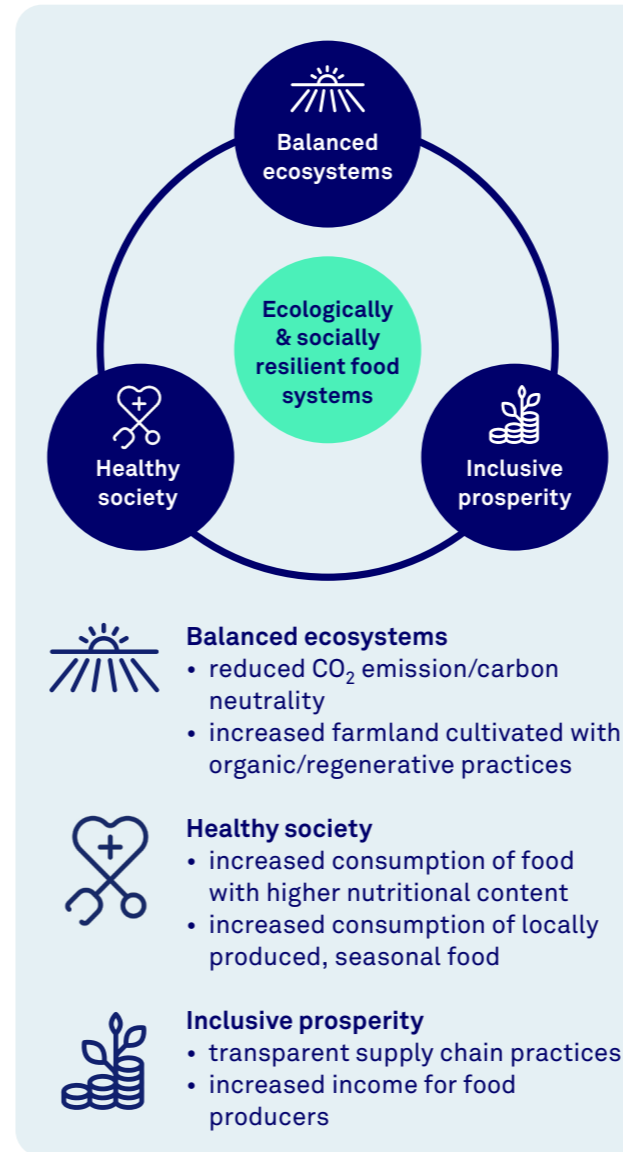 Balanced
ecosystems
Ecologically
& socially
resilient food
systems
Healthy
society
Inclusive
prosperity
Balanced ecosystems
• reduced CO₂ emission/carbon
neutrality
• increased farmland cultivated with
organic/regenerative practices
Healthy society
• increased consumption of food
with higher nutritional content
• increased consumption of locally
produced, seasonal food
Inclusive prosperity
• transparent supply chain practices
• increased income for food
producers